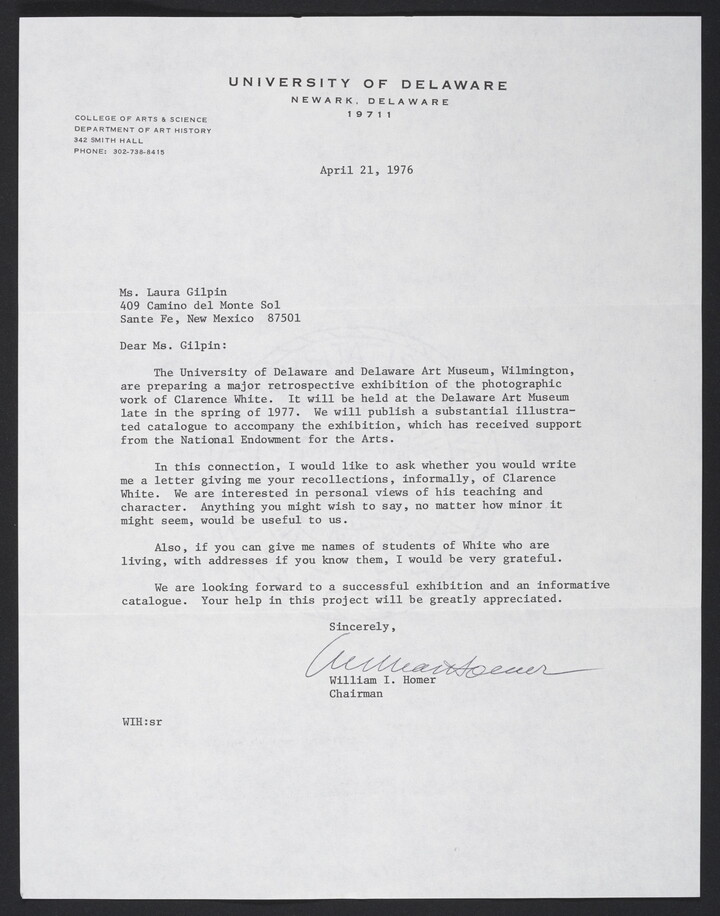 UNIVERSITY OF DELAWARE
NEWARK, DELAWARE
19711
COLLEGE OF ARTS & SCIENCE
DEPARTMENT OF ART HISTORY
342 SMITH HALL
PHONE: 302-738-8415
April 21, 1976
Ms. Laura Gilpin
409 Camino del Monte Sol
Sante Fe, New Mexico 87501
Dear Ms. Gilpin:
The University of Delaware and Delaware Art Museum, Wilmington,
are preparing a major retrospective exhibition of the photographic
work of Clarence White. It will be held at the Delaware Art Museum
late in the spring of 1977. We will publish a substantial illustra-
ted catalogue to accompany the exhibition, which has received support
from the National Endowment for the Arts.
In this connection, I would like to ask whether you would write
me a letter giving me your recollections, informally, of Clarence
White. We are interested in personal views of his teaching and
character. Anything you might wish to say, no matter how minor it
might seem, would be useful to us.
Also, if you can give me names of students of White who are
living, with addresses if you know them, I would be very grateful.
We are looking forward to a successful exhibition and an informative
catalogue. Your help in this project will be greatly appreciated.
Sincerely,
William I. Homer
William I. Homer
Chairman
WIH:sr